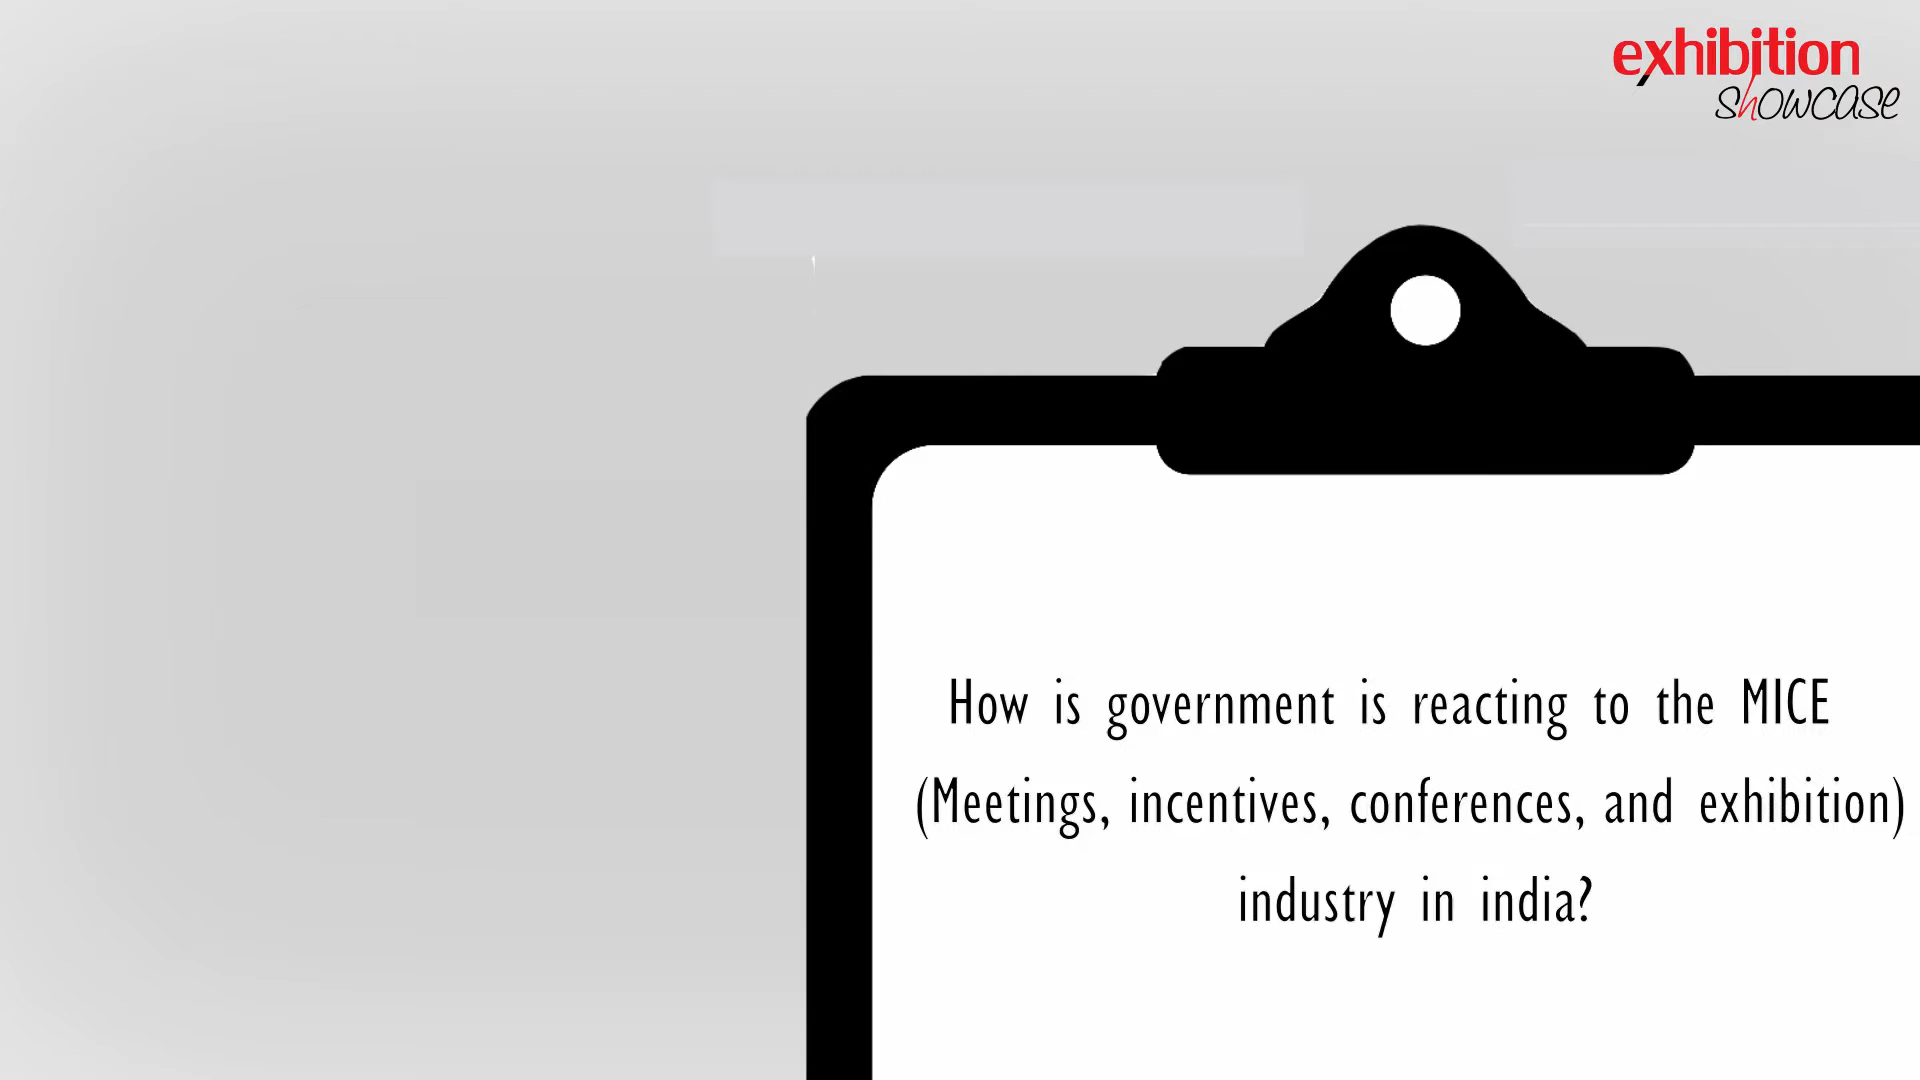 exhibition
showcase
How is government is reacting to the MICE
(Meetings, incentives, conferences, and exhibition)
industry in india?